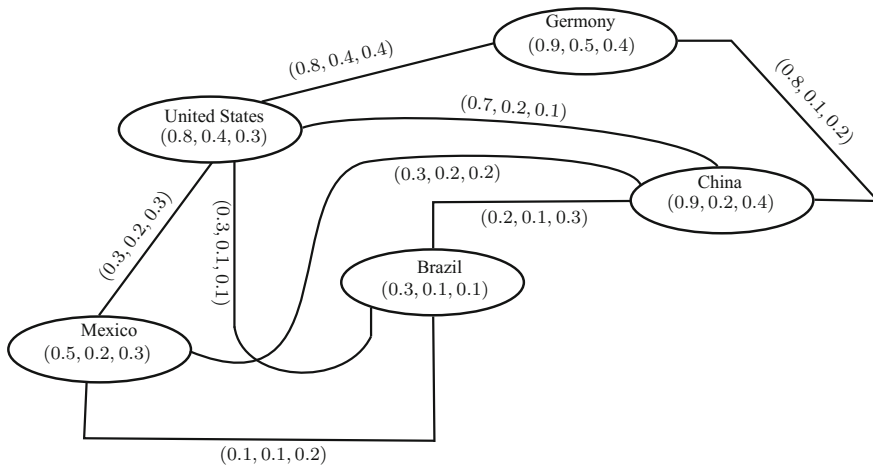 Germony
(0.9, 0.5, 0.4)
(0.8, 0.4, 0.4)
(0.8, 0.1, 0.2)
United States
(0.8, 0.4, 0.3)
(0.7, 0.2, 0.1)
(0.3, 0.2, 0.2)
China
(0.9, 0.2, 0.4)
(0.2, 0.1, 0.3)
(0.3, 0.2, 0.3)
(0.3, 0.1, 0.1)
Brazil
(0.3, 0.1, 0.1)
Mexico
(0.5, 0.2, 0.3)
(0.1, 0.1, 0.2)